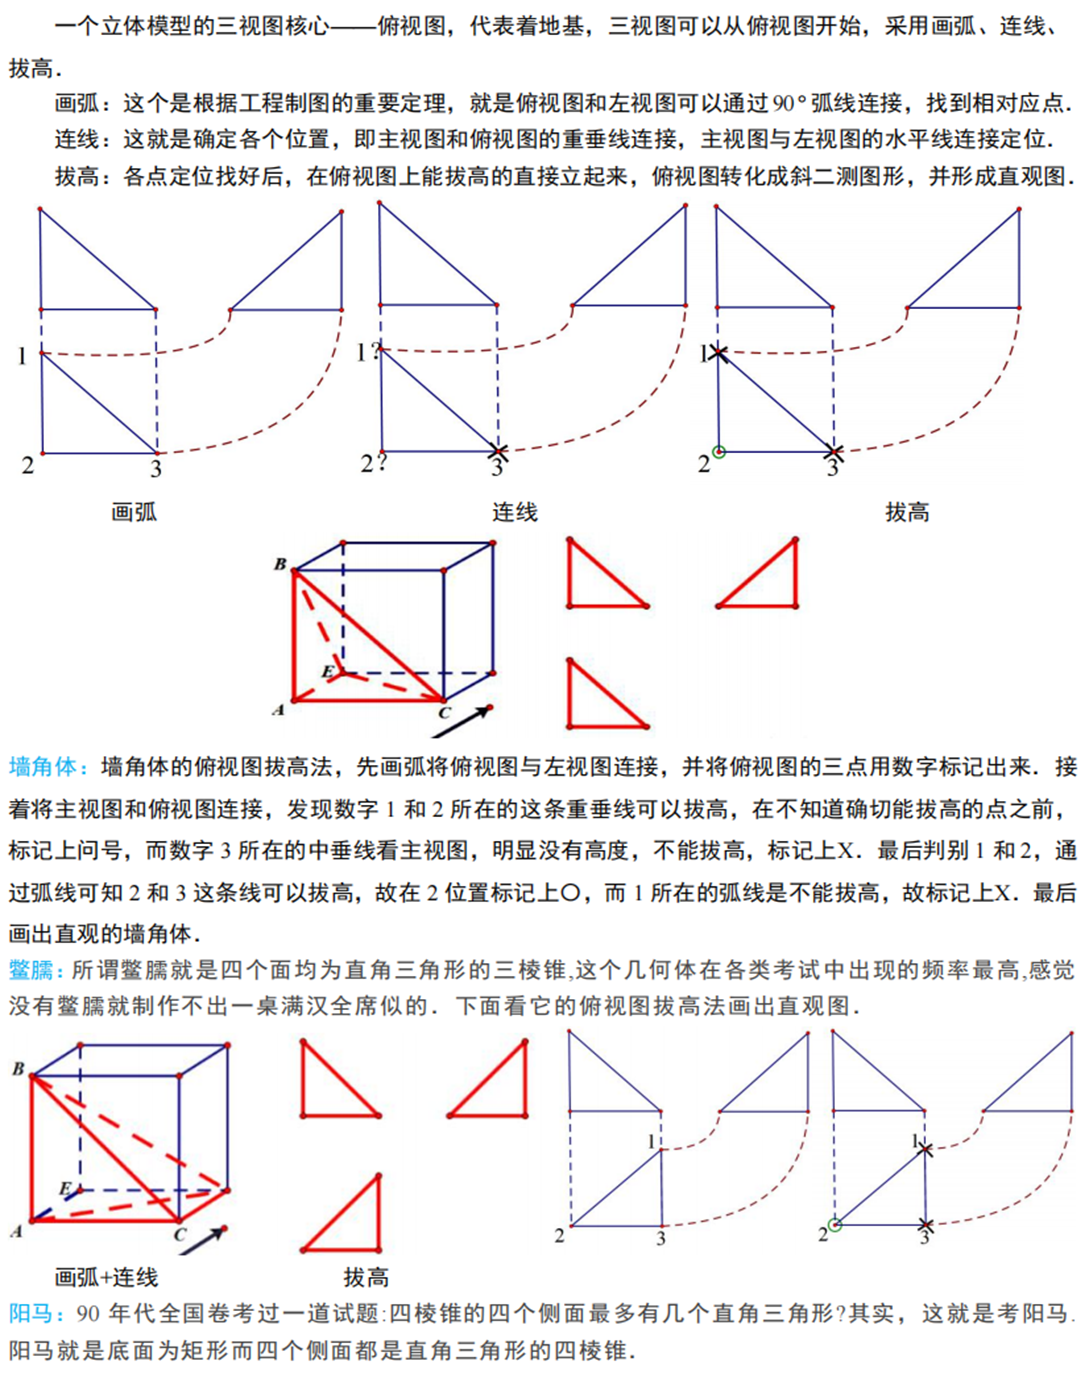 一个立体模型的三视图核心——俯视图，代表着地基，三视图可以从俯视图开始，采用画弧、连线、
拔高．
画弧：这个是根据工程制图的重要定理，就是俯视图和左视图可以通过90°弧线连接，找到相对应点．
连线：这就是确定各个位置，即主视图和俯视图的重垂线连接，主视图与左视图的水平线连接定位．
拔高：各点定位找好后，在俯视图上能拔高的直接立起来，俯视图转化成斜二测图形，并形成直观图．
1 1? 1
2 3 2? 3 2 3
画弧 连线 拔高
B
E
A C
墙角体：墙角体的俯视图拔高法，先画弧将俯视图与左视图连接，并将俯视图的三点用数字标记出来．接
着将主视图和俯视图连接，发现数字 1 和 2 所在的这条重垂线可以拔高，在不知道确切能拔高的点之前，
标记上问号，而数字 3 所在的中垂线看主视图，明显没有高度，不能拔高，标记上X．最后判别 1 和 2，通
过弧线可知 2 和 3 这条线可以拔高，故在 2 位置标记上〇，而 1 所在的弧线是不能拔高，故标记上X．最后
画出直观的墙角体．
鳖臑：所谓鳖臑就是四个面均为直角三角形的三棱锥,这个几何体在各类考试中出现的频率最高,感觉
没有鳖臑就制作不出一桌满汉全席似的．下面看它的俯视图拔高法画出直观图．
B
1 1
E
A C 2 3 2 3
画弧+连线 拔高
阳马：90 年代全国卷考过一道试题:四棱锥的四个侧面最多有几个直角三角形?其实，这就是考阳马.
阳马就是底面为矩形而四个侧面都是直角三角形的四棱锥．